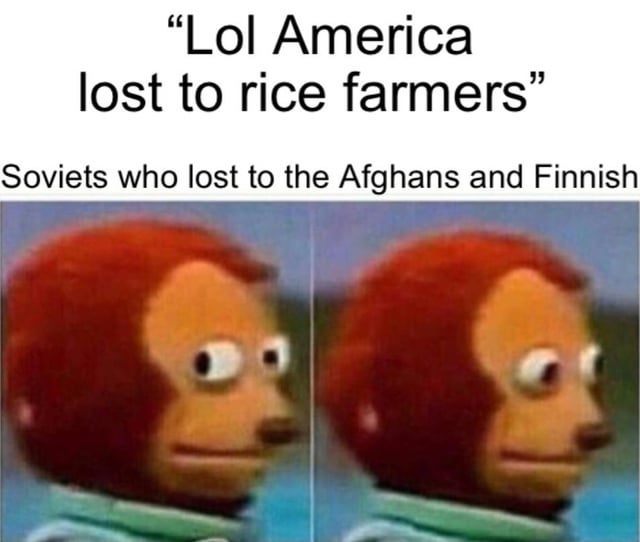 “Lol America
lost to rice farmers”
Soviets who lost to the Afghans and Finnish